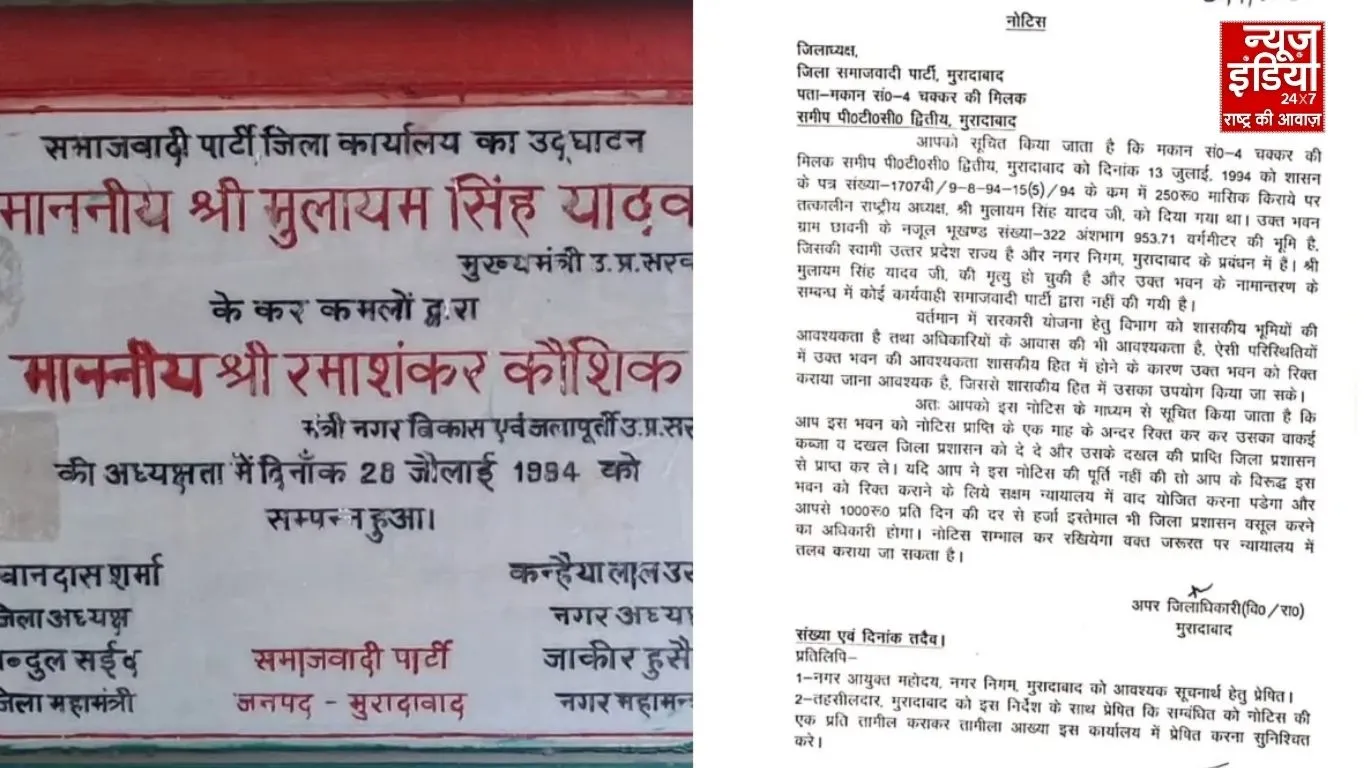 समाजवादी पार्टी जिला कार्यालय का उद्घाटन
माननीय श्री मुलायम सिंह यादव
मुख्यमंत्री उ.प्र.सरका
के कर कमलों द्वारा
माननीय श्री रमाशंकर कौशिक
मंत्री नगर विकास एवं जलापूर्ती उ.प्र.सर
की अध्यक्षता में दिनाँक 28 जौलाई 1994 को
सम्पन्न हुआ।
वानदास शर्मा
जिला अध्यक्ष
ब्दुल सईद
जिला महामंत्री
समाजवादी पार्टी
जनपद - मुरादाबाद
कन्हैया लाल
नगर अध्य
जाकीर हुसै
नगर महामन
नोटिस
जिलाध्यक्ष,
जिला समाजवादी पार्टी, मुरादाबाद
पता–मकान सं0–4 चक्कर की मिलक
समीप पी0टी0सी0 द्वितीय, मुरादाबाद
आपको सूचित किया जाता है कि मकान सं0–4 चक्कर की
मिलक समीप पी0टी0सी0 द्वितीय, मुरादाबाद को दिनांक 13 जुलाई, 1994 को शासन
के पत्र संख्या–1707बी/9–8–94–15(5)/94 के कम में 250रू0 मासिक किराये पर
तत्कालीन राष्ट्रीय अध्यक्ष, श्री मुलायम सिंह यादव जी, को दिया गया था। उक्त भवन
ग्राम छावनी के नजूल भूखण्ड संख्या–322 अंशभाग 953.71 वर्गमीटर की भूमि है,
जिसकी स्वामी उत्तर प्रदेश राज्य है और नगर निगम, मुरादाबाद के प्रबंधन में है। श्री
मुलायम सिंह यादव जी, की मृत्यु हो चुकी है और उक्त भवन के नामान्तरण के
सम्बन्ध में कोई कार्यवाही समाजवादी पार्टी द्वारा नहीं की गयी है।
वर्तमान में सरकारी योजना हेतु विभाग को शासकीय भूमियों की
आवश्यकता है तथा अधिकारियों के आवास की भी आवश्यकता है, ऐसी परिस्थितियों
में उक्त भवन की आवश्यकता शासकीय हित में होने के कारण उक्त भवन को रिक्त
कराया जाना आवश्यक है, जिससे शासकीय हित में उसका उपयोग किया जा सके।
अतः आपको इस नोटिस के माध्यम से सूचित किया जाता है कि
आप इस भवन को नोटिस प्राप्ति के एक माह के अन्दर रिक्त कर कर उसका वाकई
कब्जा व दखल जिला प्रशासन को दे दे और उसके दखल की प्राप्ति जिला प्रशासन
से प्राप्त कर ले। यदि आप ने इस नोटिस की पूर्ति नहीं की तो आप के विरूद्ध इस
भवन को रिक्त कराने के लिये सक्षम न्यायालय में वाद योजित करना पडेगा और
आपसे 1000रू0 प्रति दिन की दर से हर्जा इस्तेमाल भी जिला प्रशासन वसूल करने
का अधिकारी होगा। नोटिस सम्भाल कर रखियेगा वक्त जरूरत पर न्यायालय में
तलब कराया जा सकता है।
अपर जिलाधिकारी(वि0/रा0)
मुरादाबाद
संख्या एवं दिनांक तदैव।
प्रतिलिपि–
1–नगर आयुक्त महोदय, नगर निगम, मुरादाबाद को आवश्यक सूचनार्थ हेतु प्रेषित।
2–तहसीलदार, मुरादाबाद को इस निर्देश के साथ प्रेषित कि सम्बंधित को नोटिस की
एक प्रति तामील कराकर तामीला आख्या इस कार्यालय में प्रेषित करना सुनिश्चित
करे।
न्यूज़
इंडिया
24X7
राष्ट्र की आवाज़